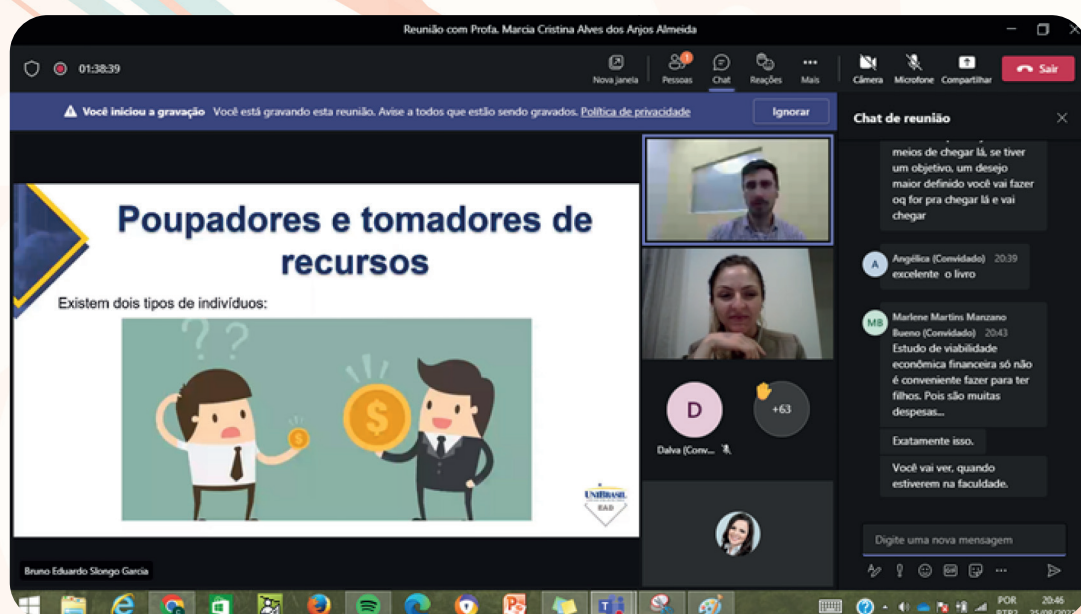 Reunião com Profa. Marcia Cristina Alves dos Anjos Almeida
01:38:39
Nova janela
Pessoas
1
Chat
Reações
Mais
Câmera
Microfone
Compartilhar
Sair
Você iniciou a gravação Você está gravando esta reunião. Avise a todos que estão sendo gravados. Política de privacidade
Ignorar
Poupadores e tomadores de
recursos
Existem dois tipos de indivíduos:
??
$
$
UNIBRASIL
EAD
Bruno Eduardo Slongo Garcia
D
Dalva (Conv...
+63
Chat de reunião
meios de chegar lá, se tiver
um objetivo, um desejo
maior definido você vai fazer
oq for pra chegar lá e vai
chegar
A
Angélica (Convidado) 20:39
excelente o livro
MB
Marlene Martins Manzano
Bueno (Convidado) 20:43
Estudo de viabilidade
econômica financeira só não
é conveniente fazer para ter
filhos. Pois são muitas
despesas...
Exatamente isso.
Você vai ver, quando
estiverem na faculdade.
Digite uma nova mensagem
GIF
POR
PTB2
20:46